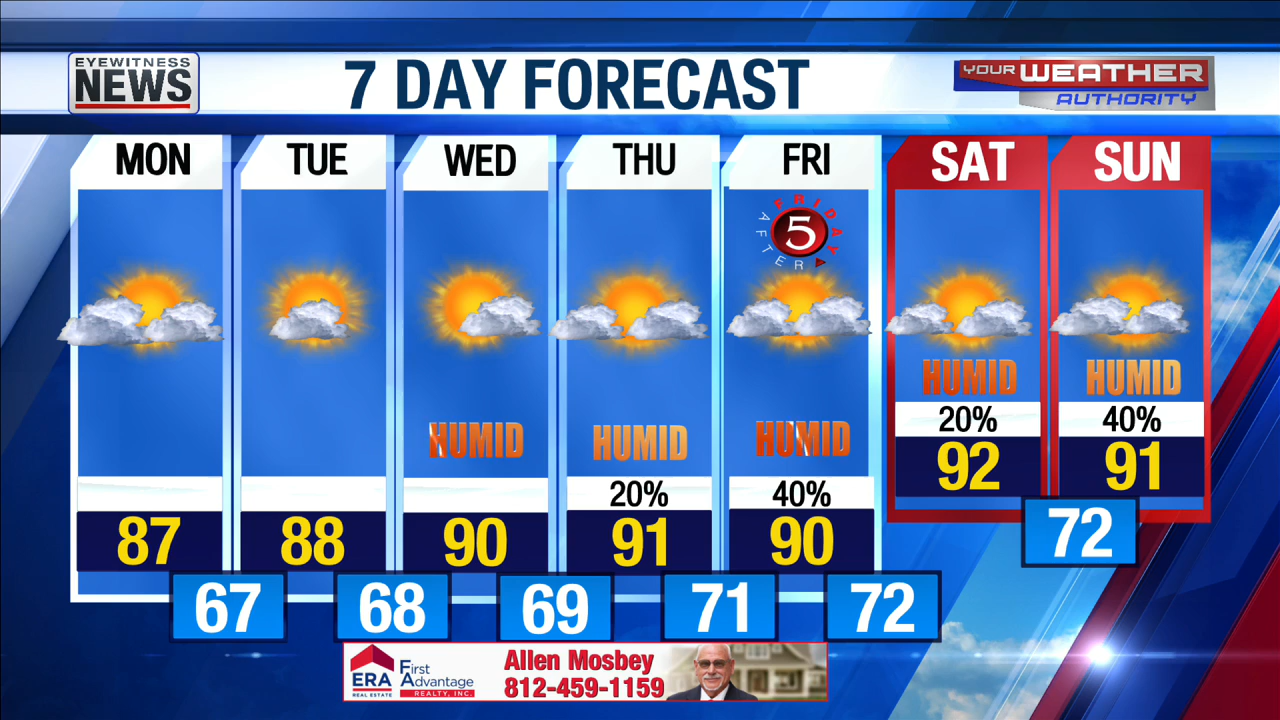 EYEWITNESS
NEWS
7 DAY FORECAST
YOUR WEATHER
AUTHORITY
MON
TUE
WED
THU
FRI
SAT
SUN
FRIDAY
5
AFTER
HUMID
HUMID
HUMID
HUMID
HUMID
20%
40%
20%
40%
87
88
90
91
90
92
91
67
68
69
71
72
72
ERA
REAL ESTATE
First
Advantage
REALTY, INC.
Allen Mosbey
812-459-1159